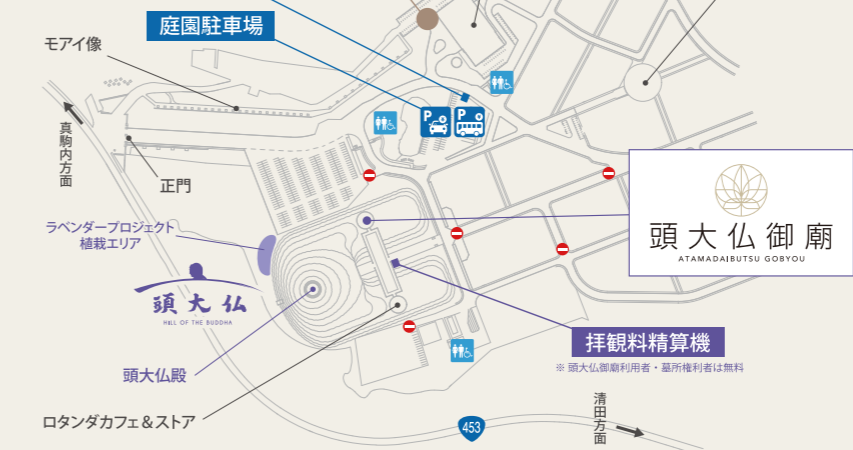 庭園駐車場
モアイ像
真駒内方面
正門
P
P
ラベンダープロジェクト
植栽エリア
頭大仏
HILL OF THE BUDDHA
頭大仏御廟
ATAMADAIBUTSU GOBYOU
拝観料精算機
※ 頭大仏御廟利用者・墓所権利者は無料
頭大仏殿
ロタンダカフェ&ストア
453
清田方面